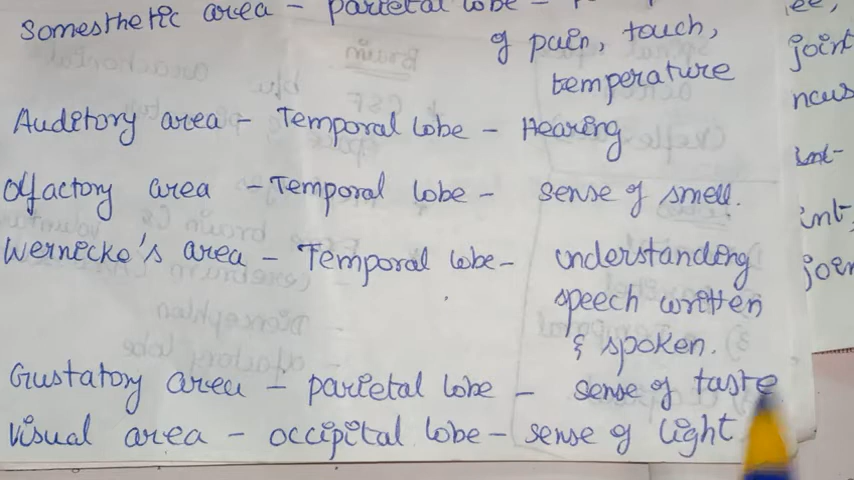 Somesthetic area - parietal lobe -
of pain, touch,
temperature
Auditory area - Temporal lobe - Hearing
Olfactory area - Temporal lobe - sense of smell.
Wernicke's area - Temporal lobe - understanding
speech written
& spoken.
Gustatory area - parietal lobe - sense of taste
Visual area - occipital lobe - sense of light